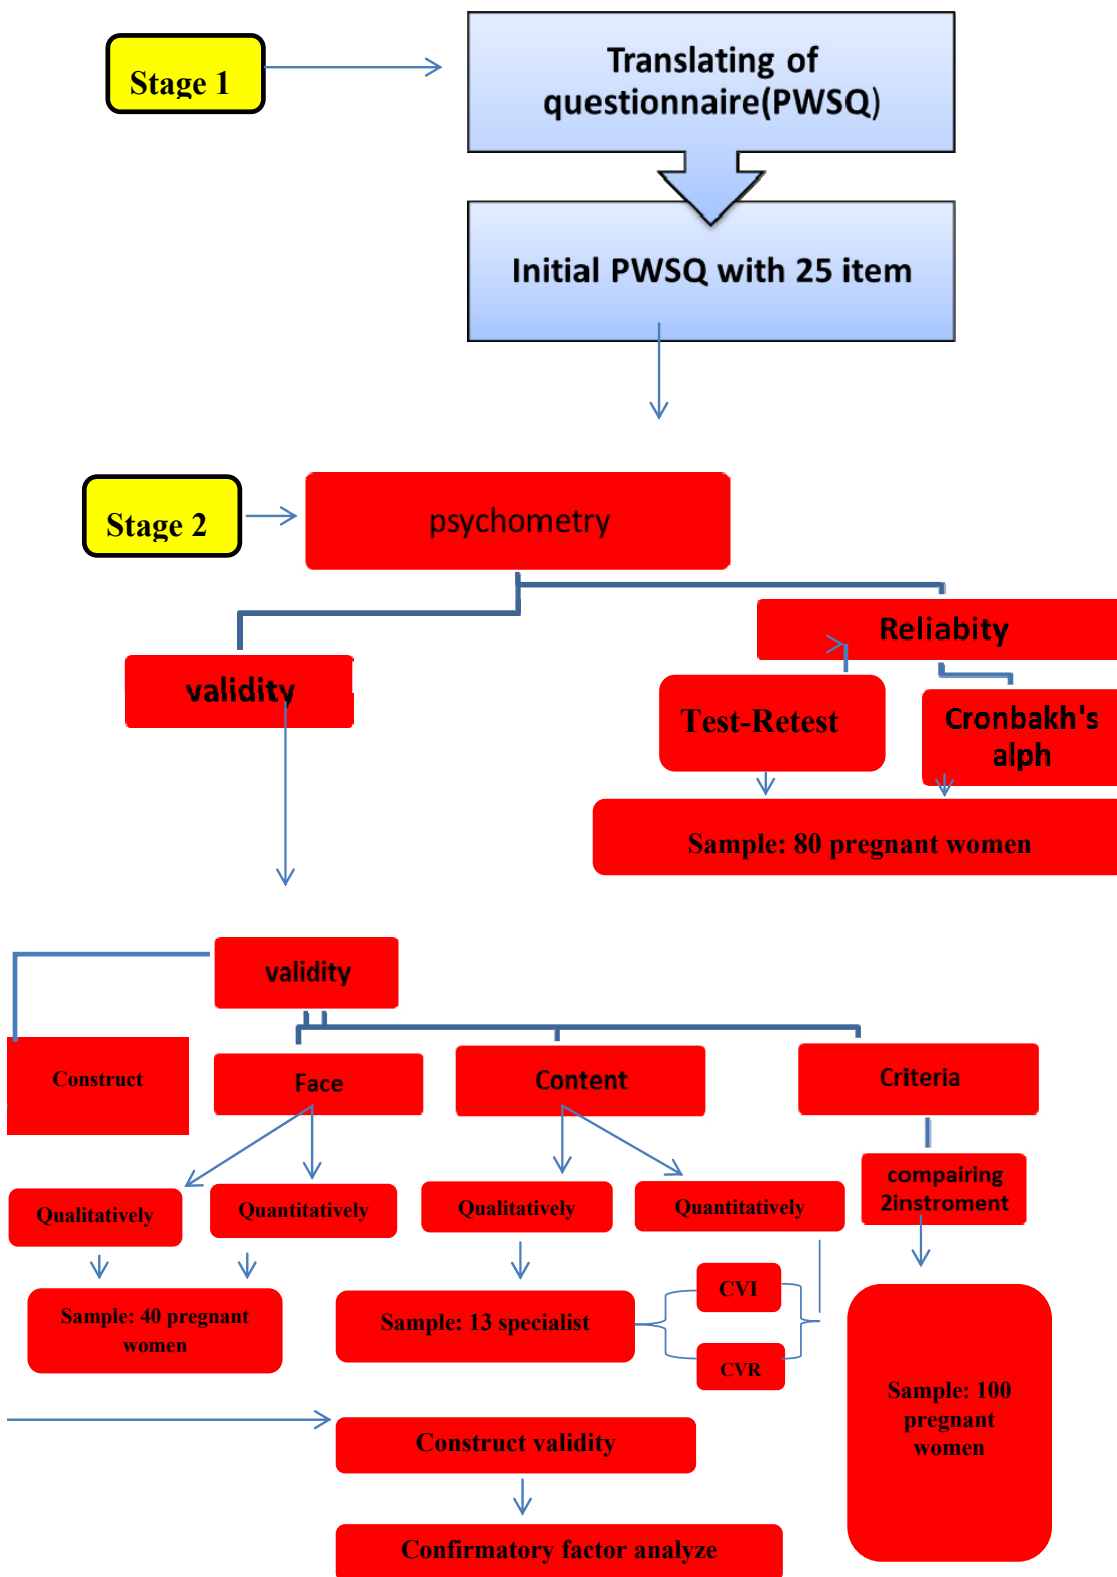 Stage 1
Translating of
questionnaire(PWSQ)
Initial PWSQ with 25 item
Stage 2
psychometry
Reliabity
validity
Test-Retest
Cronbakh's
alph
Sample: 80 pregnant women
validity
Construct
Face
Content
Criteria
Qualitatively
Quantitatively
Qualitatively
Quantitatively
compairing
2instroment
CVI
CVR
Sample: 40 pregnant
women
Sample: 13 specialist
Sample: 100
pregnant
women
Construct validity
Confirmatory factor analyze